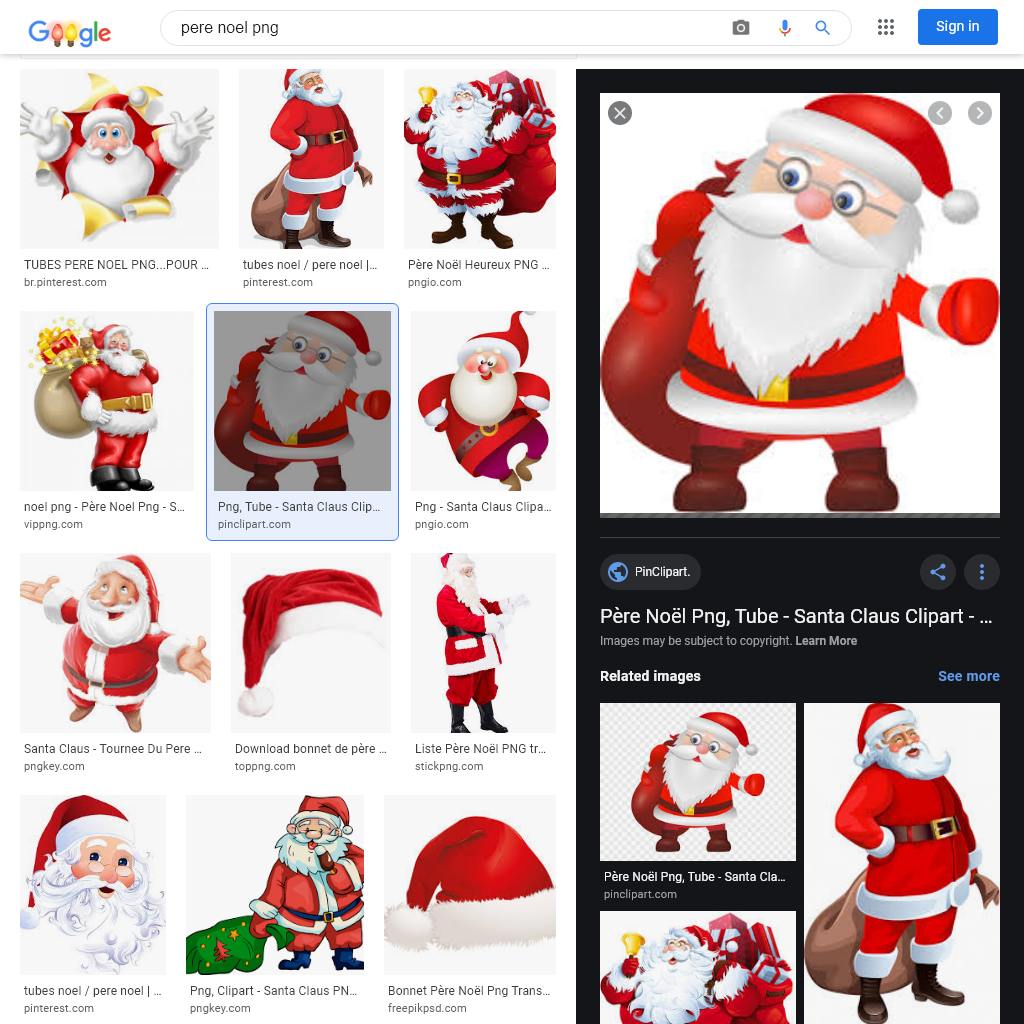 Google
pere noel png
Sign in
TUBES PERE NOEL PNG...POUR ...
br.pinterest.com
tubes noel / pere noel |...
pinterest.com
Père Noël Heureux PNG ...
pngio.com
noel png - Père Noel Png - S...
vippng.com
Png, Tube - Santa Claus Clip...
pinclipart.com
Png - Santa Claus Clipa...
pngio.com
Santa Claus - Tournee Du Pere ...
pngkey.com
Download bonnet de père ...
toppng.com
Liste Père Noël PNG tr...
stickpng.com
tubes noel / pere noel | ...
pinterest.com
Png, Clipart - Santa Claus PN...
pngkey.com
Bonnet Père Noël Png Trans...
freepikpsd.com
PinClipart.
Père Noël Png, Tube - Santa Claus Clipart - ...
Images may be subject to copyright. Learn More
Related images
See more
Père Noël Png, Tube - Santa Cla...
pinclipart.com